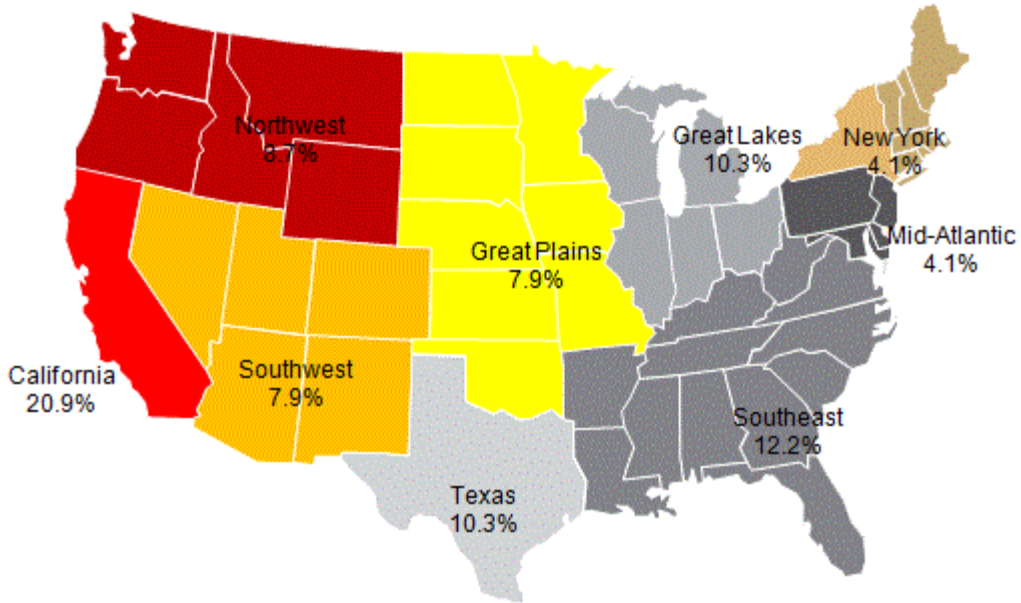 Northwest
8.7%
Great Lakes
10.3%
New York
4.1%
Great Plains
7.9%
Mid-Atlantic
4.1%
California
20.9%
Southwest
7.9%
Southeast
12.2%
Texas
10.3%